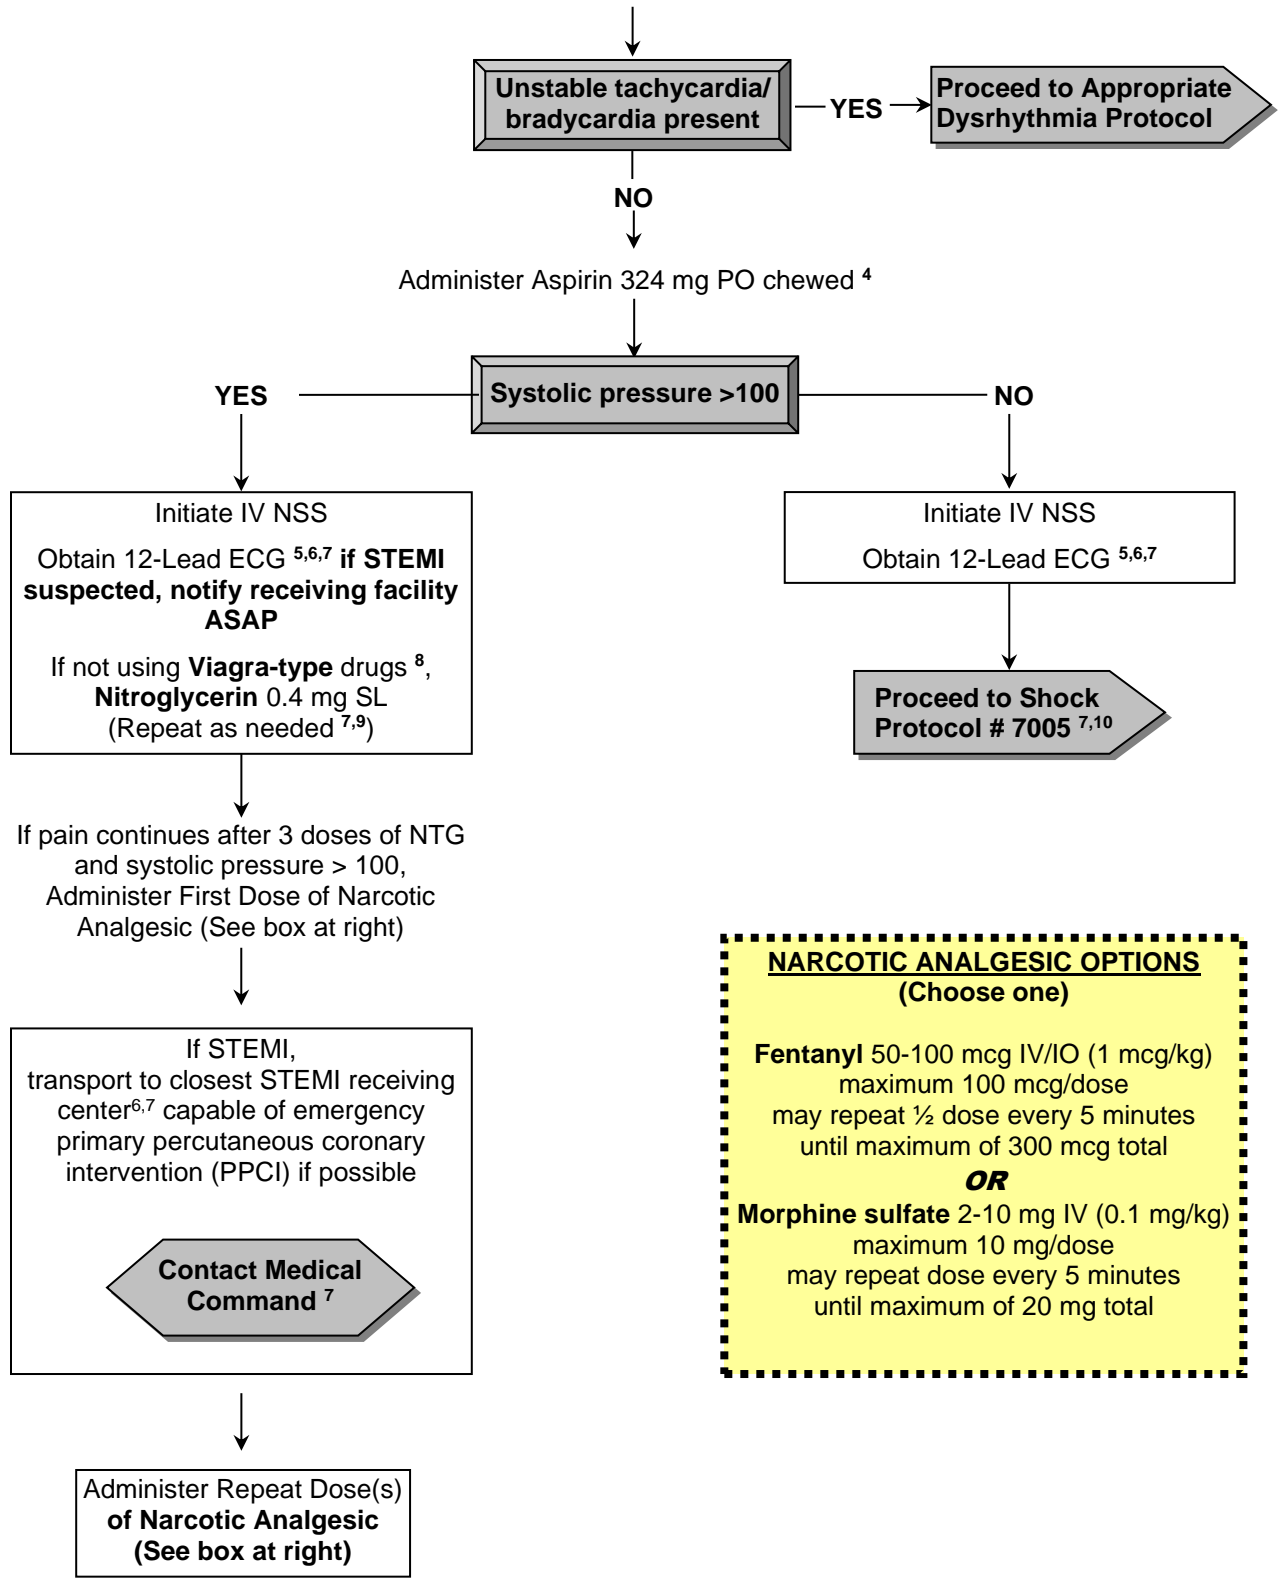 Unstable tachycardia/
bradycardia present
YES
Proceed to Appropriate
Dysrhythmia Protocol
NO
Administer Aspirin 324 mg PO chewed 4
YES
Systolic pressure >100
NO
Initiate IV NSS
Obtain 12-Lead ECG 5,6,7 if STEMI
suspected, notify receiving facility
ASAP
If not using Viagra-type drugs 8,
Nitroglycerin 0.4 mg SL
(Repeat as needed 7,9)
Initiate IV NSS
Obtain 12-Lead ECG 5,6,7
Proceed to Shock
Protocol # 7005 7,10
If pain continues after 3 doses of NTG
and systolic pressure > 100,
Administer First Dose of Narcotic
Analgesic (See box at right)
If STEMI,
transport to closest STEMI receiving
center6,7 capable of emergency
primary percutaneous coronary
intervention (PPCI) if possible
Contact Medical
Command 7
Administer Repeat Dose(s)
of Narcotic Analgesic
(See box at right)
NARCOTIC ANALGESIC OPTIONS
(Choose one)
Fentanyl 50-100 mcg IV/IO (1 mcg/kg)
maximum 100 mcg/dose
may repeat ½ dose every 5 minutes
until maximum of 300 mcg total
OR
Morphine sulfate 2-10 mg IV (0.1 mg/kg)
maximum 10 mg/dose
may repeat dose every 5 minutes
until maximum of 20 mg total